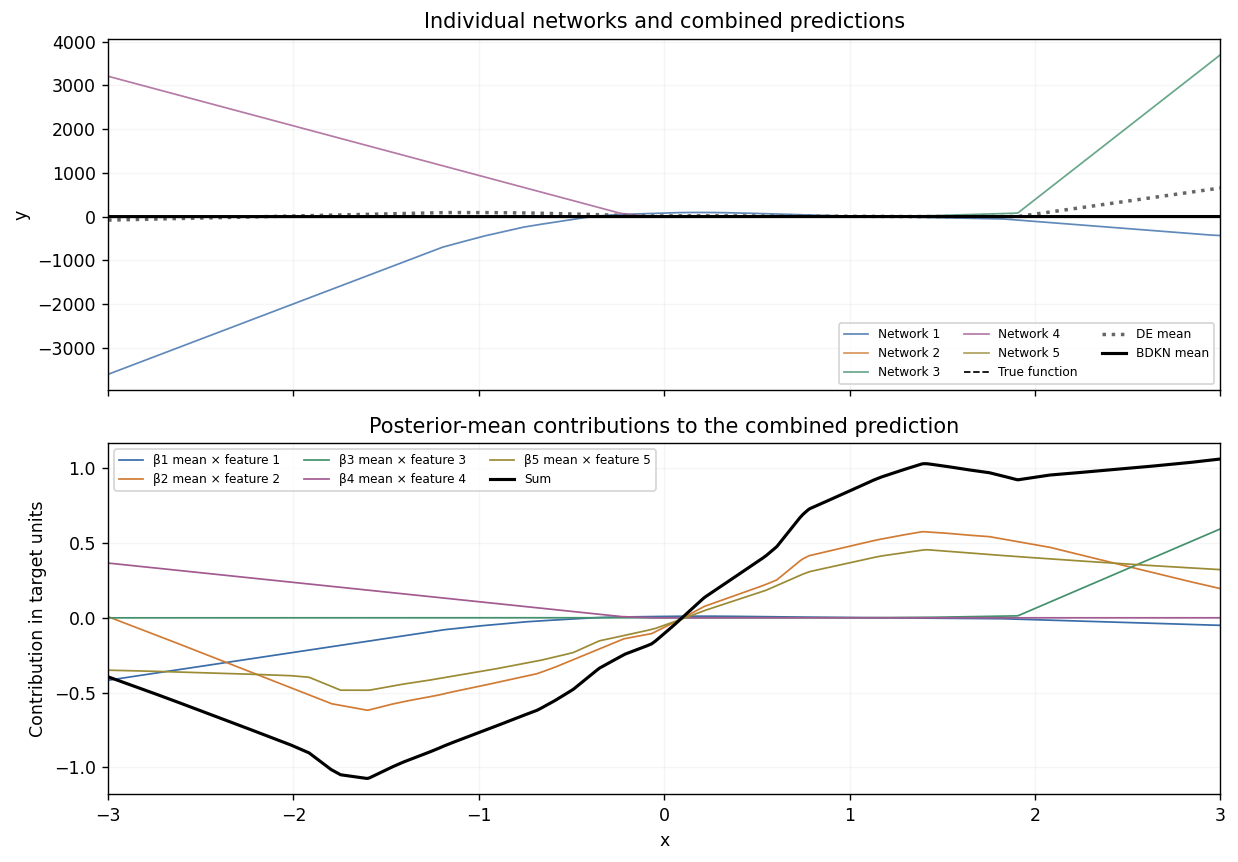 Individual networks and combined predictions
4000
3000
2000
1000
0
−1000
−2000
−3000
y
Network 1 Network 4 DE mean
Network 2 Network 5 BDKN mean
Network 3 True function
Posterior-mean contributions to the combined prediction
β1 mean × feature 1 β3 mean × feature 3 β5 mean × feature 5
β2 mean × feature 2 β4 mean × feature 4 Sum
1.0
0.5
0.0
−0.5
−1.0
Contribution in target units
−3 −2 −1 0 1 2 3
x